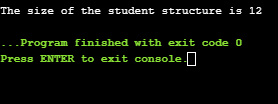 The size of the student structure is 12
...Program finished with exit code 0
Press ENTER to exit console.